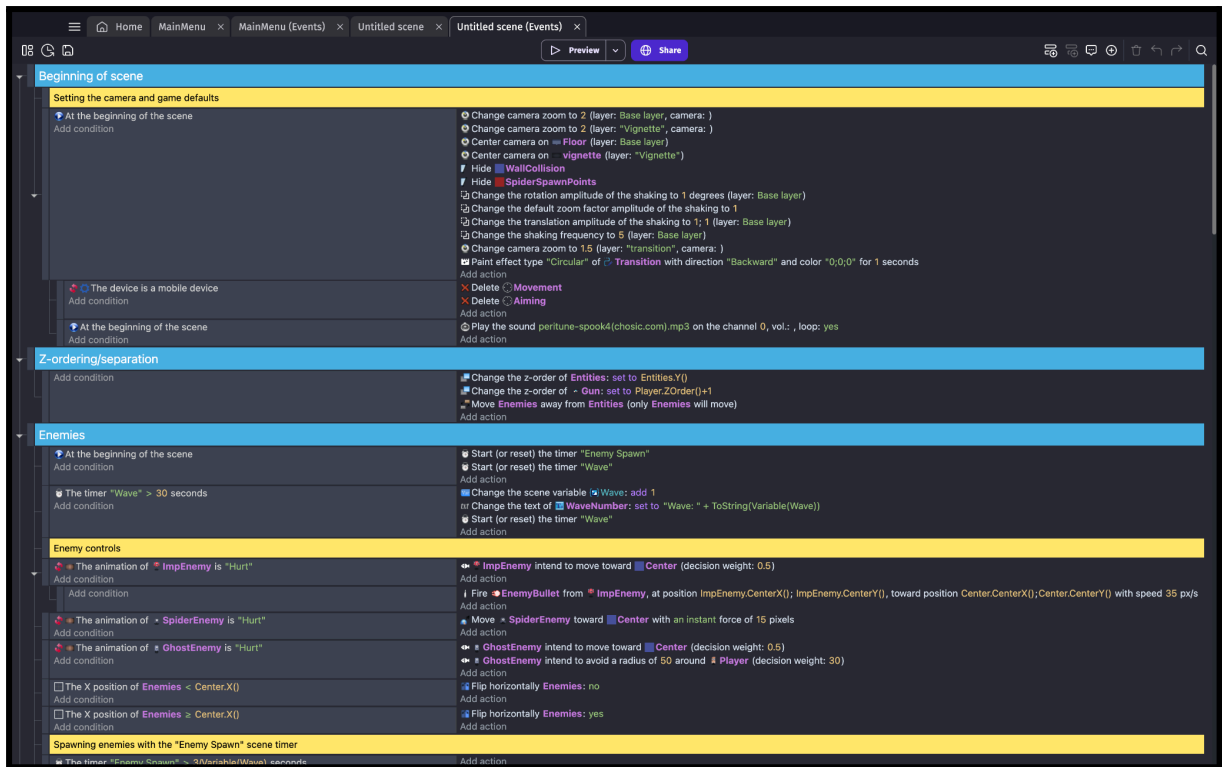 Home
MainMenu ×
MainMenu (Events) ×
Untitled scene ×
Untitled scene (Events) ×
Preview
Share
Beginning of scene
Setting the camera and game defaults
At the beginning of the scene
Add condition
Change camera zoom to 2 (layer: Base layer, camera: )
Change camera zoom to 2 (layer: "Vignette", camera: )
Center camera on Floor (layer: Base layer)
Center camera on vignette (layer: "Vignette")
Hide WallCollision
Hide SpiderSpawnPoints
Change the rotation amplitude of the shaking to 1 degrees (layer: Base layer)
Change the default zoom factor amplitude of the shaking to 1
Change the translation amplitude of the shaking to 1; 1 (layer: Base layer)
Change the shaking frequency to 5 (layer: Base layer)
Change camera zoom to 1.5 (layer: "transition", camera: )
Paint effect type "Circular" of Transition with direction "Backward" and color "0;0;0" for 1 seconds
Add action
The device is a mobile device
Add condition
Delete Movement
Delete Aiming
Add action
At the beginning of the scene
Add condition
Play the sound peritune-spook4(chosic.com).mp3 on the channel 0, vol.: , loop: yes
Add action
Z-ordering/separation
Add condition
Change the z-order of Entities: set to Entities.Y()
Change the z-order of Gun: set to Player.ZOrder()+1
Move Enemies away from Entities (only Enemies will move)
Add action
Enemies
At the beginning of the scene
Add condition
Start (or reset) the timer "Enemy Spawn"
Start (or reset) the timer "Wave"
Add action
The timer "Wave" > 30 seconds
Add condition
Change the scene variable Wave: add 1
Change the text of WaveNumber: set to "Wave: " + ToString(Variable(Wave))
Start (or reset) the timer "Wave"
Add action
Enemy controls
The animation of ImpEnemy is "Hurt"
Add condition
ImpEnemy intend to move toward Center (decision weight: 0.5)
Add action
Add condition
Fire EnemyBullet from ImpEnemy, at position ImpEnemy.CenterX(); ImpEnemy.CenterY(), toward position Center.CenterX();Center.CenterY() with speed 35 px/s
Add action
The animation of SpiderEnemy is "Hurt"
Add condition
Move SpiderEnemy toward Center with an instant force of 15 pixels
Add action
The animation of GhostEnemy is "Hurt"
Add condition
GhostEnemy intend to move toward Center (decision weight: 0.5)
GhostEnemy intend to avoid a radius of 50 around Player (decision weight: 30)
Add action
The X position of Enemies < Center.X()
Add condition
Flip horizontally Enemies: no
Add action
The X position of Enemies ≥ Center.X()
Add condition
Flip horizontally Enemies: yes
Add action
Spawning enemies with the "Enemy Spawn" scene timer
The timer "Enemy Spawn" > 3/Variable(Wave) seconds
Add action